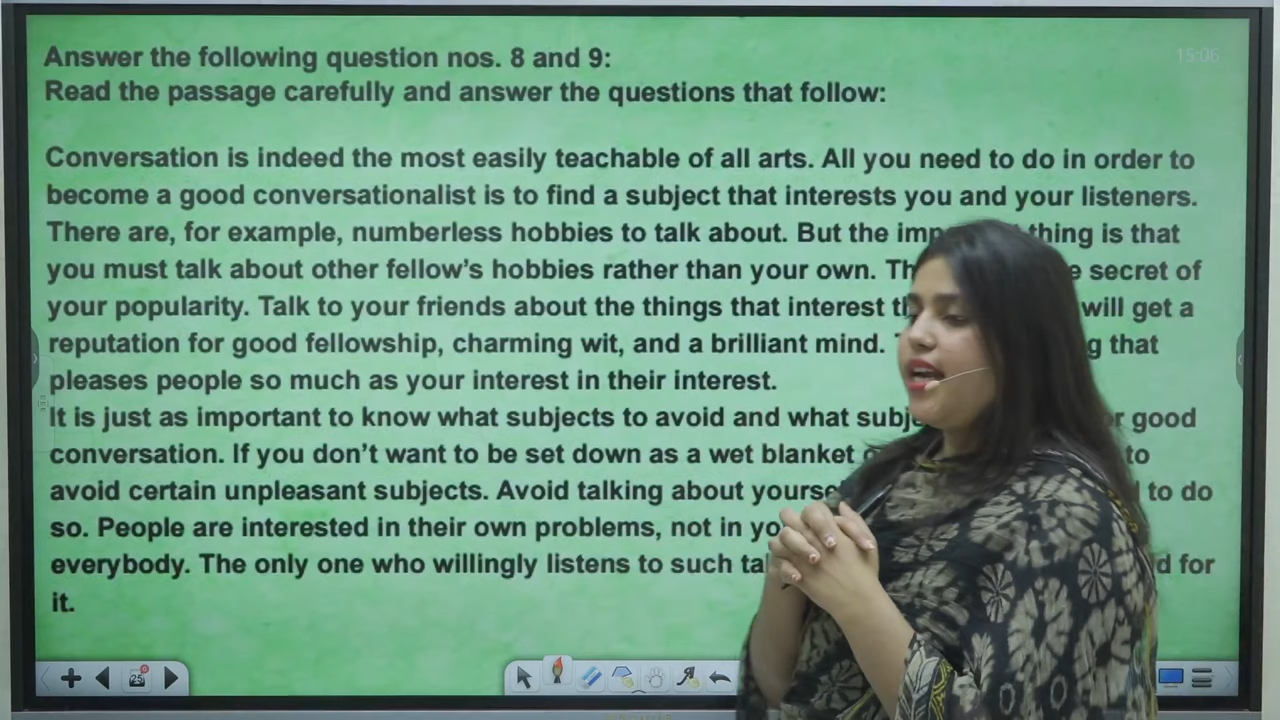 Answer the following question nos. 8 and 9:
15:06
Read the passage carefully and answer the questions that follow:
Conversation is indeed the most easily teachable of all arts. All you need to do in order to
become a good conversationalist is to find a subject that interests you and your listeners.
There are, for example, numberless hobbies to talk about. But the thing is that
you must talk about other fellow's hobbies rather than your own. secret of
your popularity. Talk to your friends about the things that interest will get a
reputation for good fellowship, charming wit, and a brilliant mind. that
pleases people so much as your interest in their interest.
It is just as important to know what subjects to avoid and what good
conversation. If you don't want to be set down as a wet blanket to
avoid certain unpleasant subjects. Avoid talking about to do
so. People are interested in their own problems, not in
everybody. The only one who willingly listens to such for
it.
25